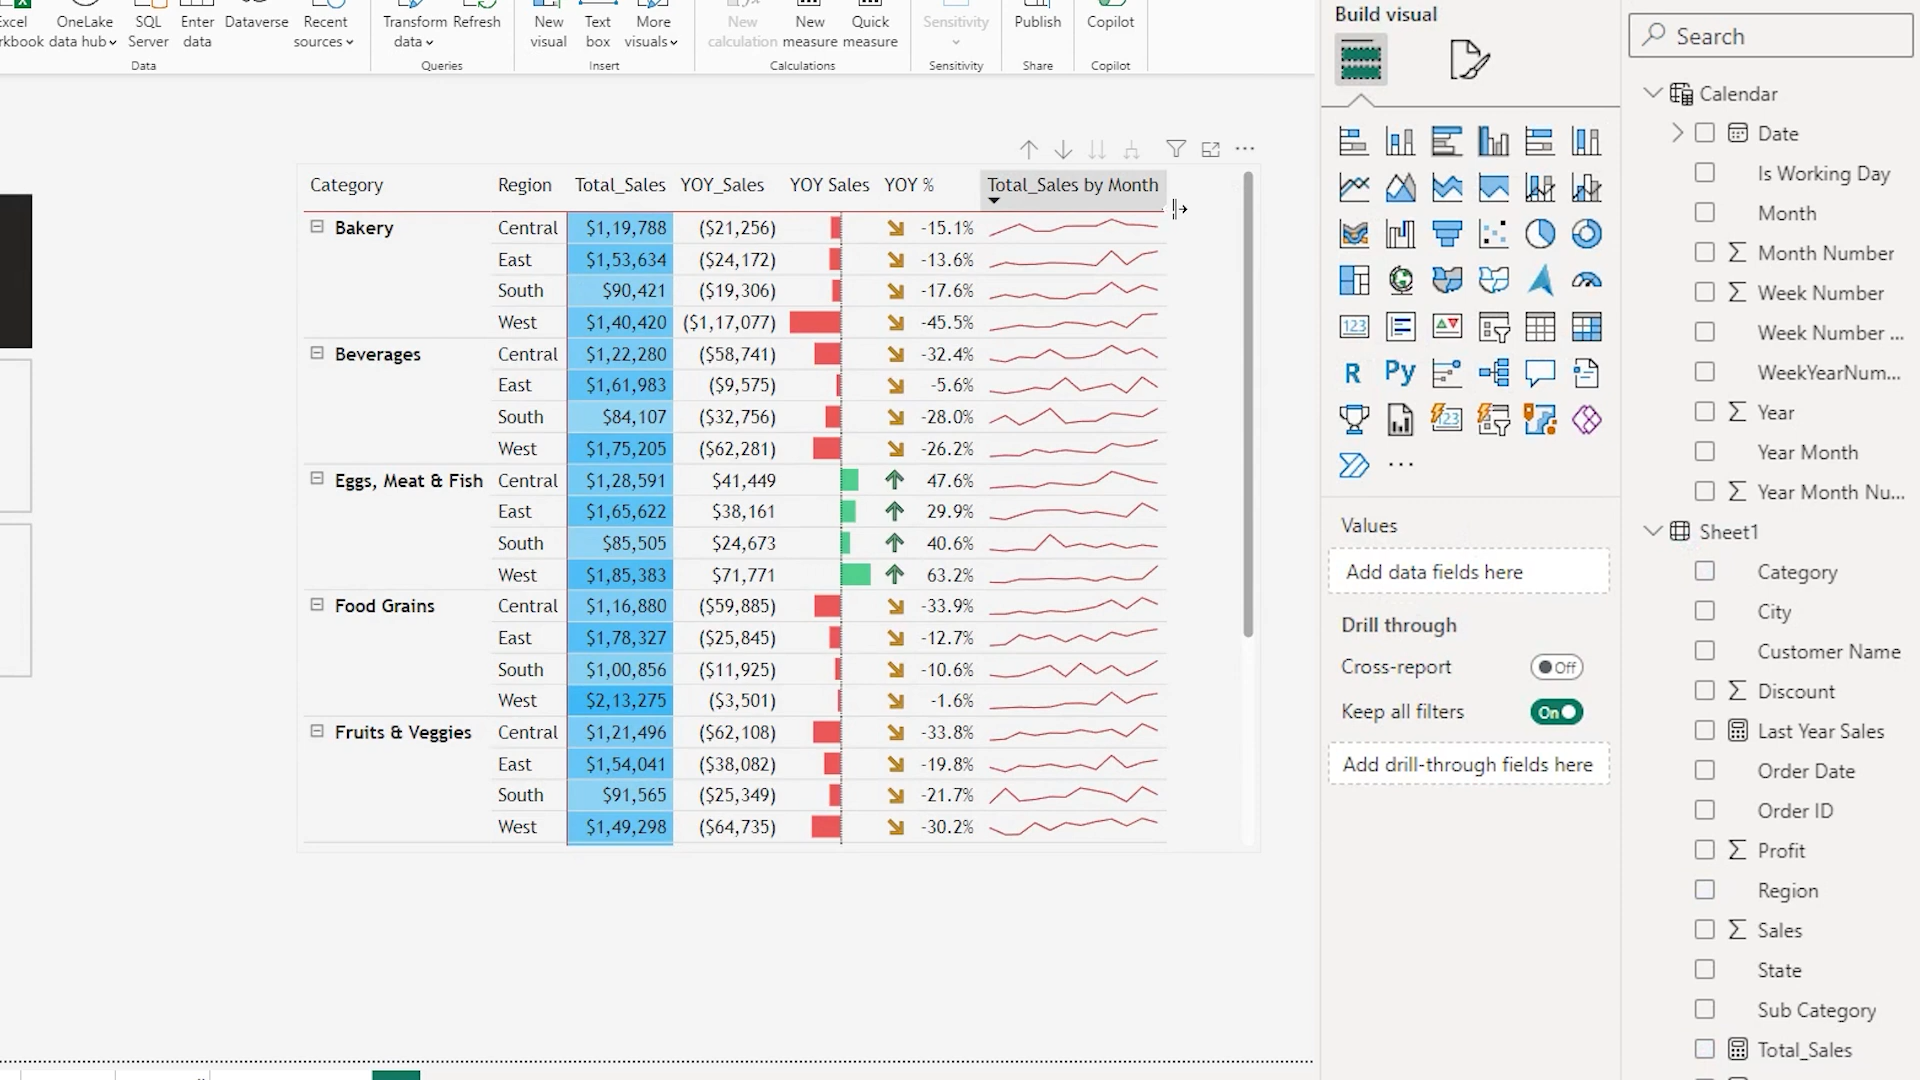 Excel
OneLake
SQL
Enter
Dataverse
Recent
workbook
data hub
Server
data
sources
Data
Transform
Refresh
data
Queries
New
Text
More
visual
box
visuals
Insert
New
New
Quick
calculation
measure
measure
Calculations
Sensitivity
Sensitivity
Publish
Share
Copilot
Copilot
Category Region Total_Sales YOY_Sales YOY Sales YOY % Total_Sales by Month
Bakery Central $1,19,788 ($21,256) -15.1%
East $1,53,634 ($24,172) -13.6%
South $90,421 ($19,306) -17.6%
West $1,40,420 ($1,17,077) -45.5%
Beverages Central $1,22,280 ($58,741) -32.4%
East $1,61,983 ($9,575) -5.6%
South $84,107 ($32,756) -28.0%
West $1,75,205 ($62,281) -26.2%
Eggs, Meat & Fish Central $1,28,591 $41,449 47.6%
East $1,65,622 $38,161 29.9%
South $85,505 $24,673 40.6%
West $1,85,383 $71,771 63.2%
Food Grains Central $1,16,880 ($59,885) -33.9%
East $1,78,327 ($25,845) -12.7%
South $1,00,856 ($11,925) -10.6%
West $2,13,275 ($3,501) -1.6%
Fruits & Veggies Central $1,21,496 ($62,108) -33.8%
East $1,54,041 ($38,082) -19.8%
South $91,565 ($25,349) -21.7%
West $1,49,298 ($64,735) -30.2%
Build visual
123
R
Py
123
Values
Add data fields here
Drill through
Cross-report Off
Keep all filters On
Add drill-through fields here
Search
Calendar
Date
Is Working Day
Month
Month Number
Week Number
Week Number ...
WeekYearNum...
Year
Year Month
Year Month Nu...
Sheet1
Category
City
Customer Name
Discount
Last Year Sales
Order Date
Order ID
Profit
Region
Sales
State
Sub Category
Total_Sales